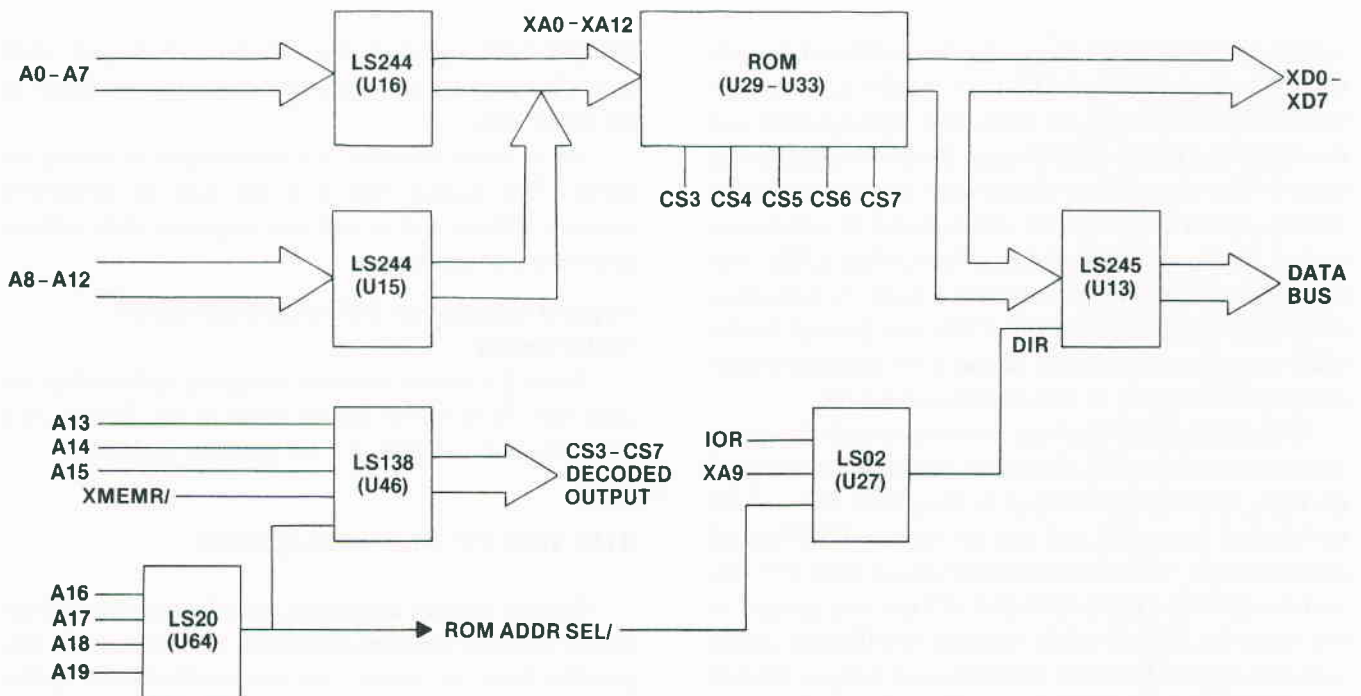 XA0-XA12
A0-A7
LS244
(U16)
ROM
(U29-U33)
XD0-
XD7
CS3 CS4 CS5 CS6 CS7
A8-A12
LS244
(U15)
LS245
(U13)
DATA
BUS
DIR
A13
A14
A15
XMEMR/
LS138
(U46)
CS3-CS7
DECODED
OUTPUT
IOR
XA9
LS02
(U27)
A16
A17
A18
A19
LS20
(U64)
ROM ADDR SEL/